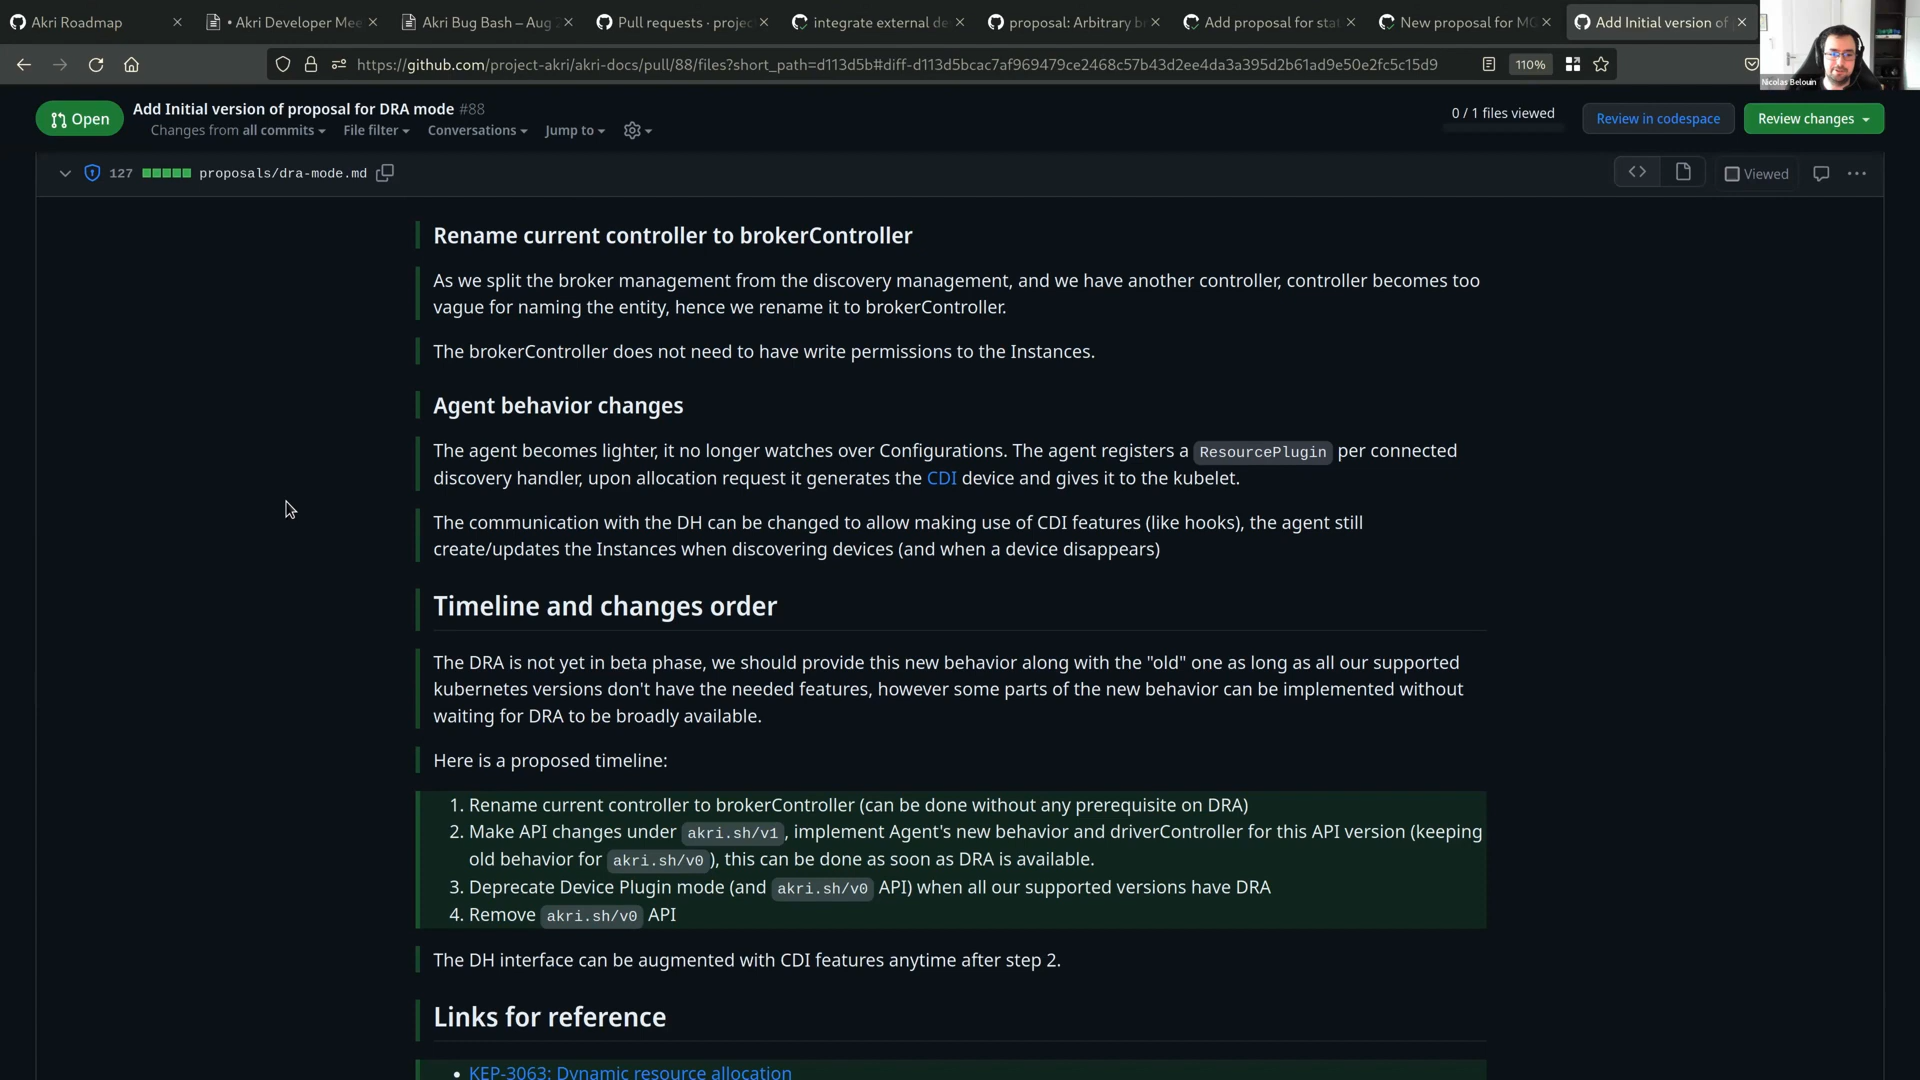 Akri Roadmap
• Akri Developer Mee
Akri Bug Bash – Aug 2
Pull requests · projec
integrate external de
proposal: Arbitrary b
Add proposal for stat
New proposal for MQ
Add Initial version of
https://github.com/project-akri/akri-docs/pull/88/files?short_path=d113d5b#diff-d113d5bcac7af969479ce2468c57b43d2ee4da3a395d2b61ad9e50e2fc5c15d9
110%
Nicolas Belouin
Open
Add Initial version of proposal for DRA mode #88
Changes from all commits
File filter
Conversations
Jump to
0 / 1 files viewed
Review in codespace
Review changes
127
proposals/dra-mode.md
Viewed
Rename current controller to brokerController
As we split the broker management from the discovery management, and we have another controller, controller becomes too
vague for naming the entity, hence we rename it to brokerController.
The brokerController does not need to have write permissions to the Instances.
Agent behavior changes
The agent becomes lighter, it no longer watches over Configurations. The agent registers a ResourcePlugin per connected
discovery handler, upon allocation request it generates the CDI device and gives it to the kubelet.
The communication with the DH can be changed to allow making use of CDI features (like hooks), the agent still
create/updates the Instances when discovering devices (and when a device disappears)
Timeline and changes order
The DRA is not yet in beta phase, we should provide this new behavior along with the "old" one as long as all our supported
kubernetes versions don't have the needed features, however some parts of the new behavior can be implemented without
waiting for DRA to be broadly available.
Here is a proposed timeline:
1. Rename current controller to brokerController (can be done without any prerequisite on DRA)
2. Make API changes under akri.sh/v1, implement Agent's new behavior and driverController for this API version (keeping
old behavior for akri.sh/v0), this can be done as soon as DRA is available.
3. Deprecate Device Plugin mode (and akri.sh/v0 API) when all our supported versions have DRA
4. Remove akri.sh/v0 API
The DH interface can be augmented with CDI features anytime after step 2.
Links for reference
• KEP-3063: Dynamic resource allocation